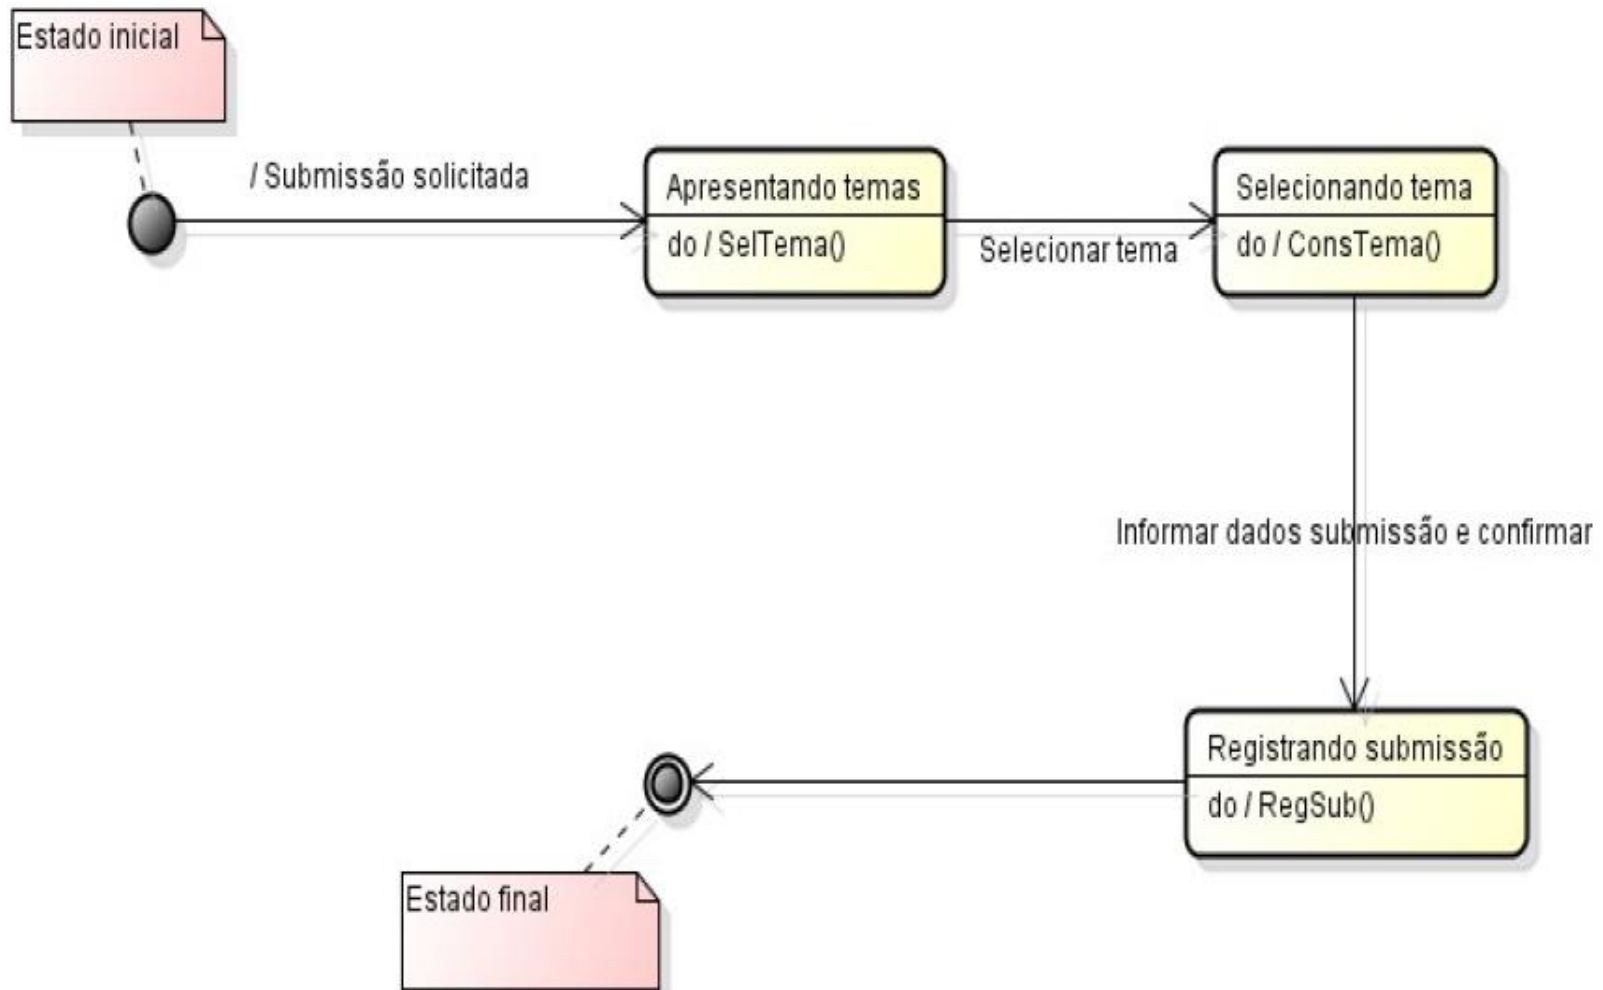 Estado inicial
/ Submissão solicitada
Apresentando temas
do / SelTema()
Selecionar tema
Selecionando tema
do / ConsTema()
Informar dados submissão e confirmar
Registrando submissão
do / RegSub()
Estado final